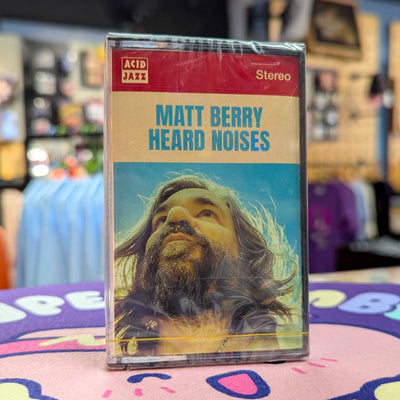 ACID
JAZZ
Stereo
MATT BERRY
HEARD NOISES